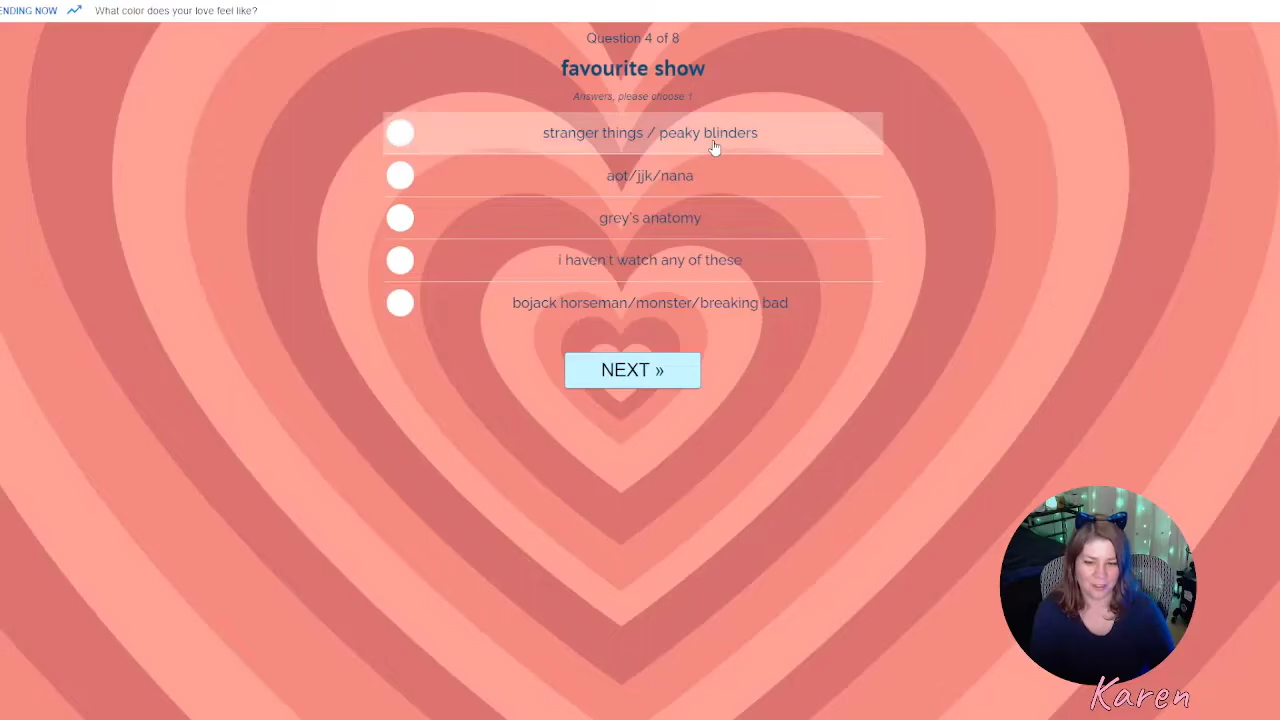 ENDING NOW What color does your love feel like?
Question 4 of 8
favourite show
Answers, please choose 1
stranger things / peaky blinders
aot/jjk/nana
grey's anatomy
i haven't watch any of these
bojack horseman/monster/breaking bad
NEXT »
Karen